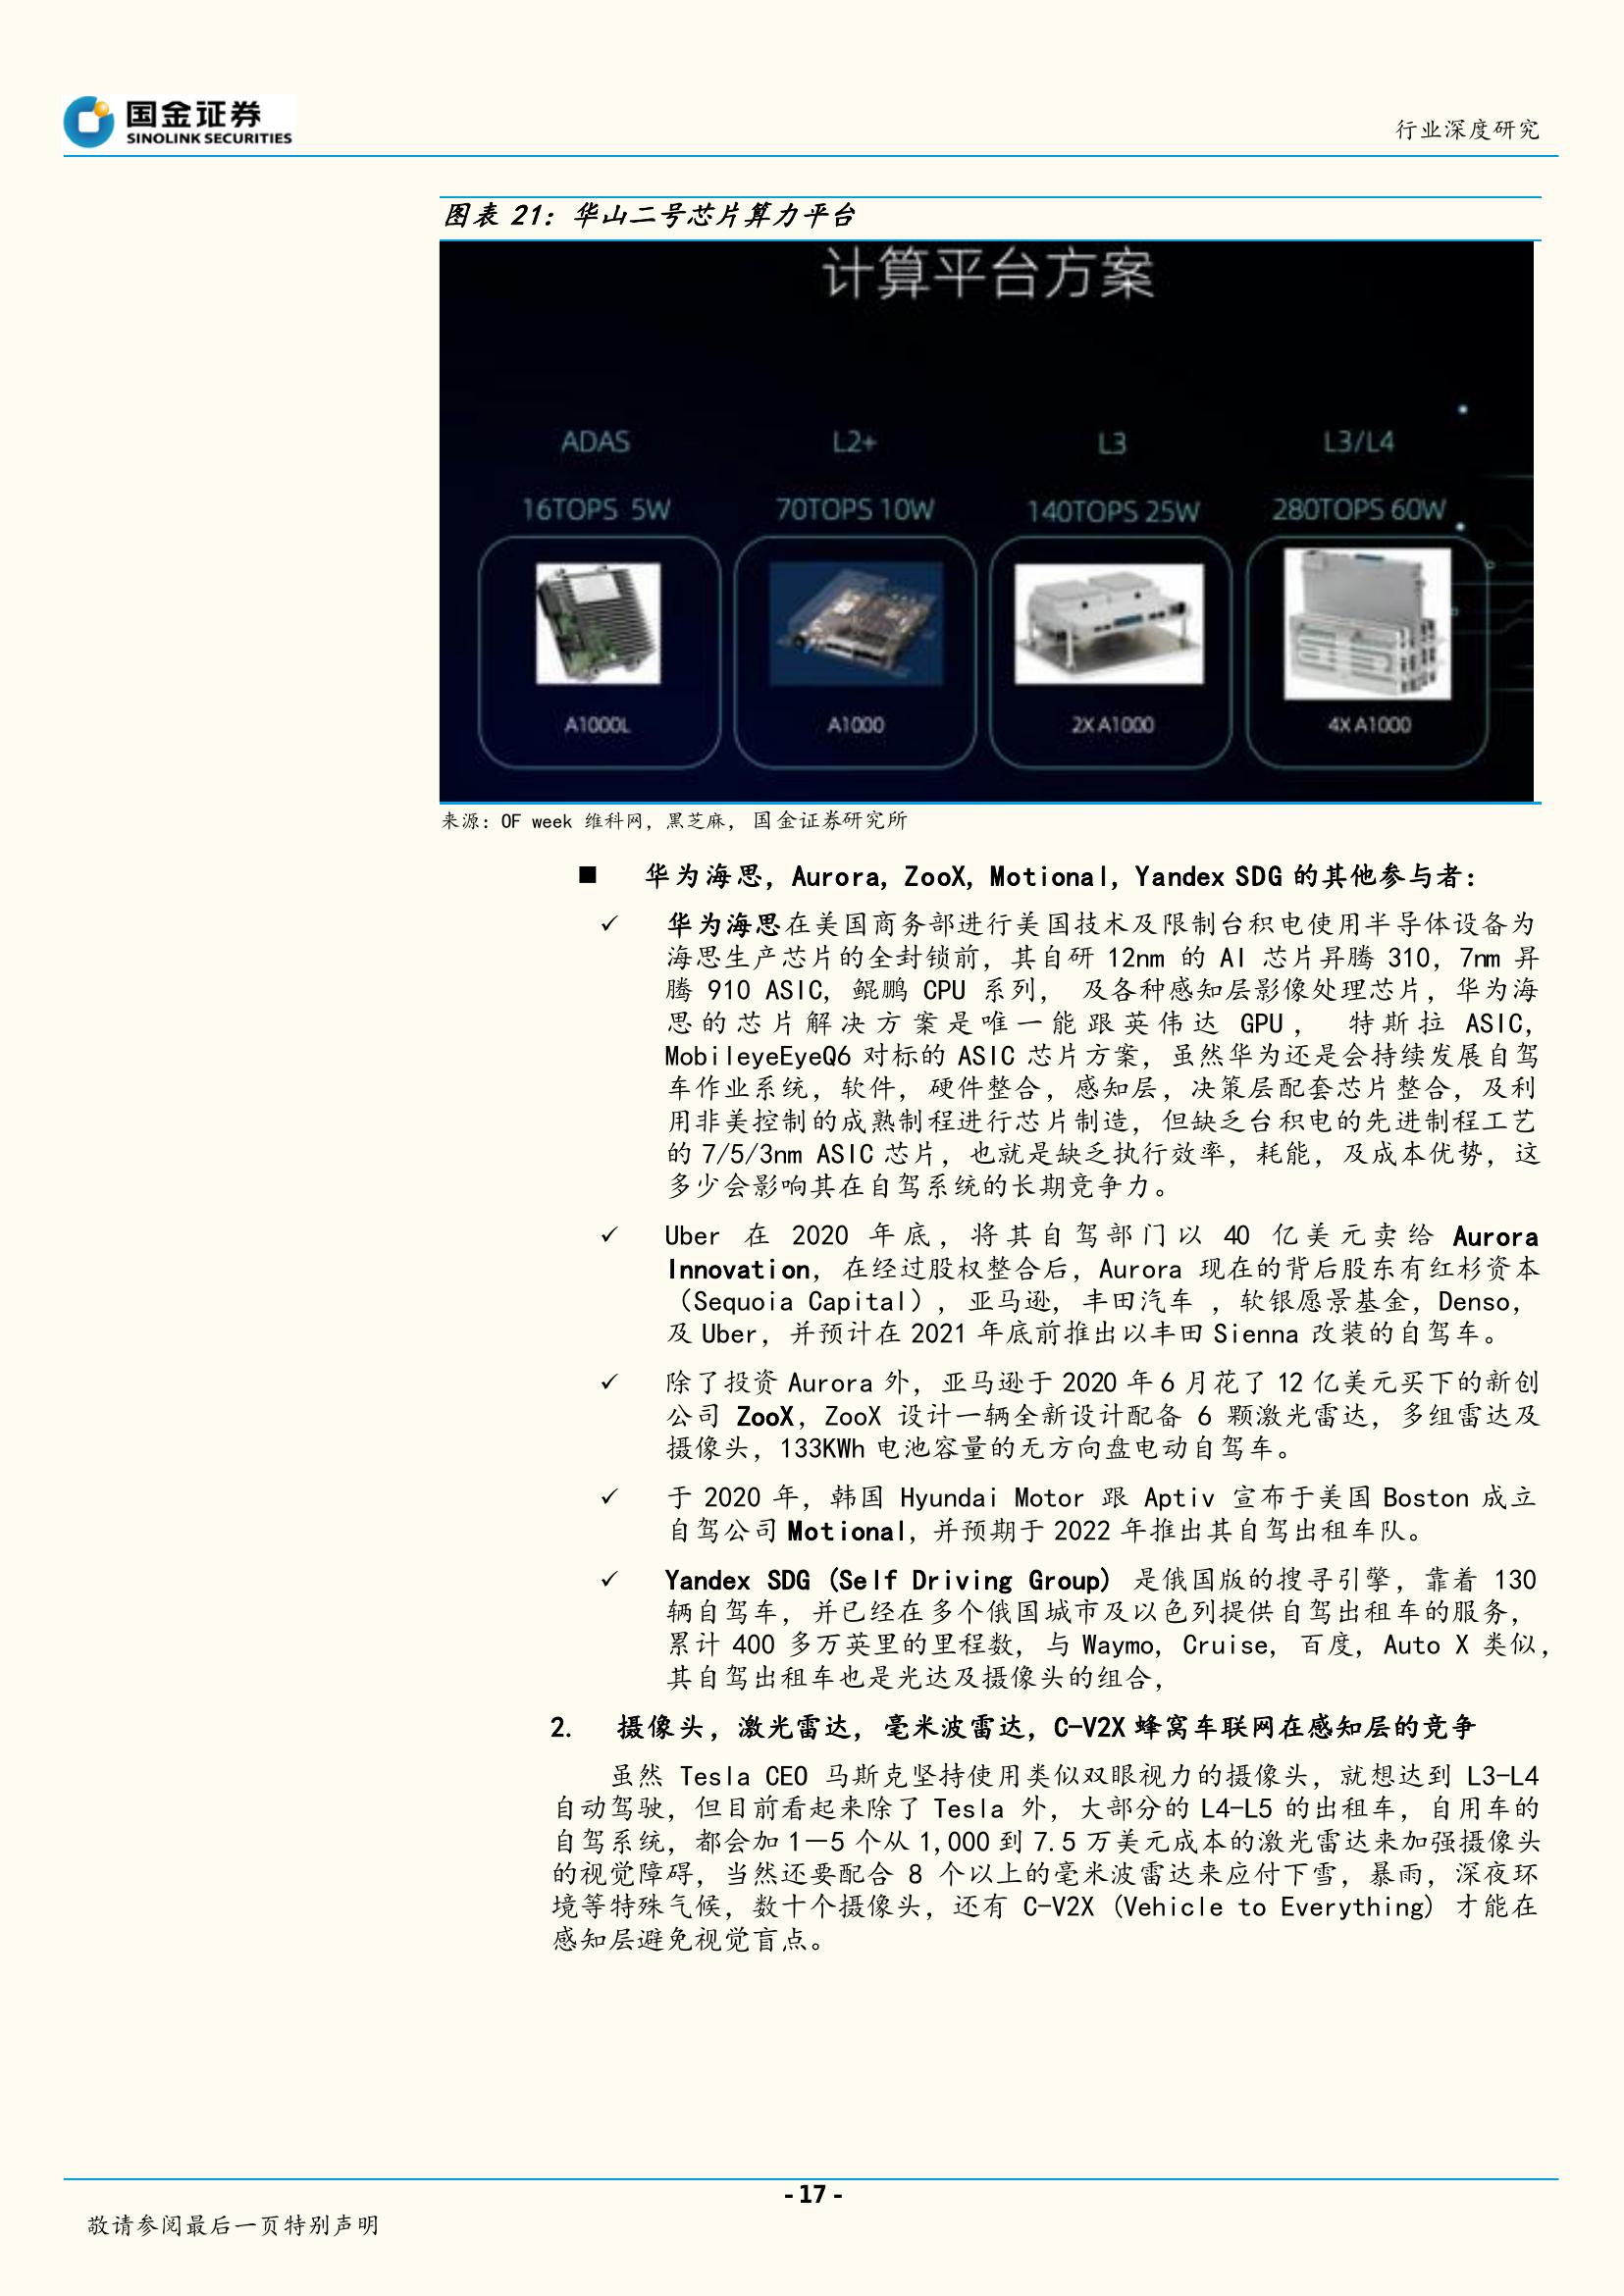 国金证券
SINOLINK SECURITIES
行业深度研究
图表 21：华山二号芯片算力平台
计算平台方案
ADAS
L2+
L3
L3/L4
16TOPS 5W
70TOPS 10W
140TOPS 25W
280TOPS 60W
A1000L
A1000
2X A1000
4X A1000
来源：OF week 维科网，黑芝麻，国金证券研究所
■ 华为海思，Aurora, ZooX, Motional, Yandex SDG 的其他参与者：
✓ 华为海思在美国商务部进行美国技术及限制台积电使用半导体设备为
海思生产芯片的全封锁前，其自研 12nm 的 AI 芯片昇腾 310，7nm 昇
腾 910 ASIC, 鲲鹏 CPU 系列， 及各种感知层影像处理芯片，华为海
思的芯片解决方案是唯一能跟英伟达 GPU， 特斯拉 ASIC，
MobileyeEyeQ6 对标的 ASIC 芯片方案，虽然华为还是会持续发展自驾
车作业系统，软件，硬件整合，感知层，决策层配套芯片整合，及利
用非美控制的成熟制程进行芯片制造，但缺乏台积电的先进制程工艺
的 7/5/3nm ASIC 芯片，也就是缺乏执行效率，耗能，及成本优势，这
多少会影响其在自驾系统的长期竞争力。
✓ Uber 在 2020 年底，将其自驾部门以 40 亿美元卖给 Aurora
Innovation，在经过股权整合后，Aurora 现在的背后股东有红杉资本
（Sequoia Capital），亚马逊, 丰田汽车 ，软银愿景基金，Denso，
及 Uber，并预计在 2021 年底前推出以丰田 Sienna 改装的自驾车。
✓ 除了投资 Aurora 外，亚马逊于 2020 年 6 月花了 12 亿美元买下的新创
公司 ZooX，ZooX 设计一辆全新设计配备 6 颗激光雷达，多组雷达及
摄像头，133KWh 电池容量的无方向盘电动自驾车。
✓ 于 2020 年，韩国 Hyundai Motor 跟 Aptiv 宣布于美国 Boston 成立
自驾公司 Motional，并预期于 2022 年推出其自驾出租车队。
✓ Yandex SDG (Self Driving Group) 是俄国版的搜寻引擎，靠着 130
辆自驾车，并已经在多个俄国城市及以色列提供自驾出租车的服务，
累计 400 多万英里的里程数，与 Waymo, Cruise, 百度, Auto X 类似，
其自驾出租车也是光达及摄像头的组合，
2. 摄像头，激光雷达，毫米波雷达，C-V2X 蜂窝车联网在感知层的竞争
虽然 Tesla CEO 马斯克坚持使用类似双眼视力的摄像头，就想达到 L3-L4
自动驾驶，但目前看起来除了 Tesla 外，大部分的 L4-L5 的出租车，自用车的
自驾系统，都会加 1－5 个从 1,000 到 7.5 万美元成本的激光雷达来加强摄像头
的视觉障碍，当然还要配合 8 个以上的毫米波雷达来应付下雪，暴雨，深夜环
境等特殊气候，数十个摄像头，还有 C-V2X (Vehicle to Everything) 才能在
感知层避免视觉盲点。
- 17 -
敬请参阅最后一页特别声明